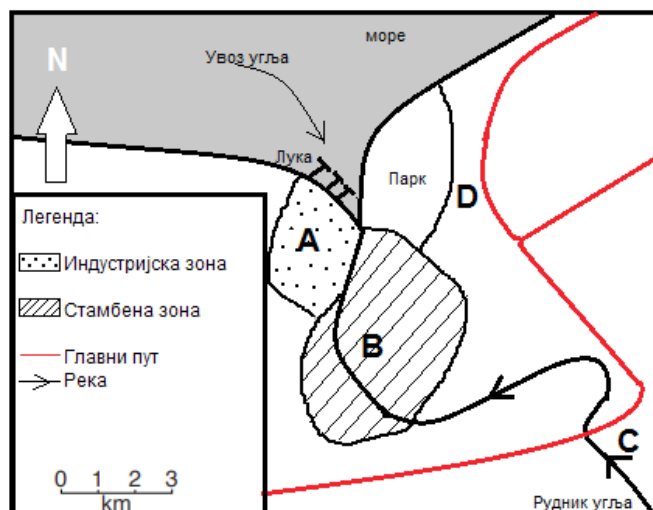 море
Увоз угља
N
Лука
Парк
D
Легенда:
A
Индустријска зона
Стамбена зона
B
Главни пут
Река
C
0 1 2 3
km
Рудник угља